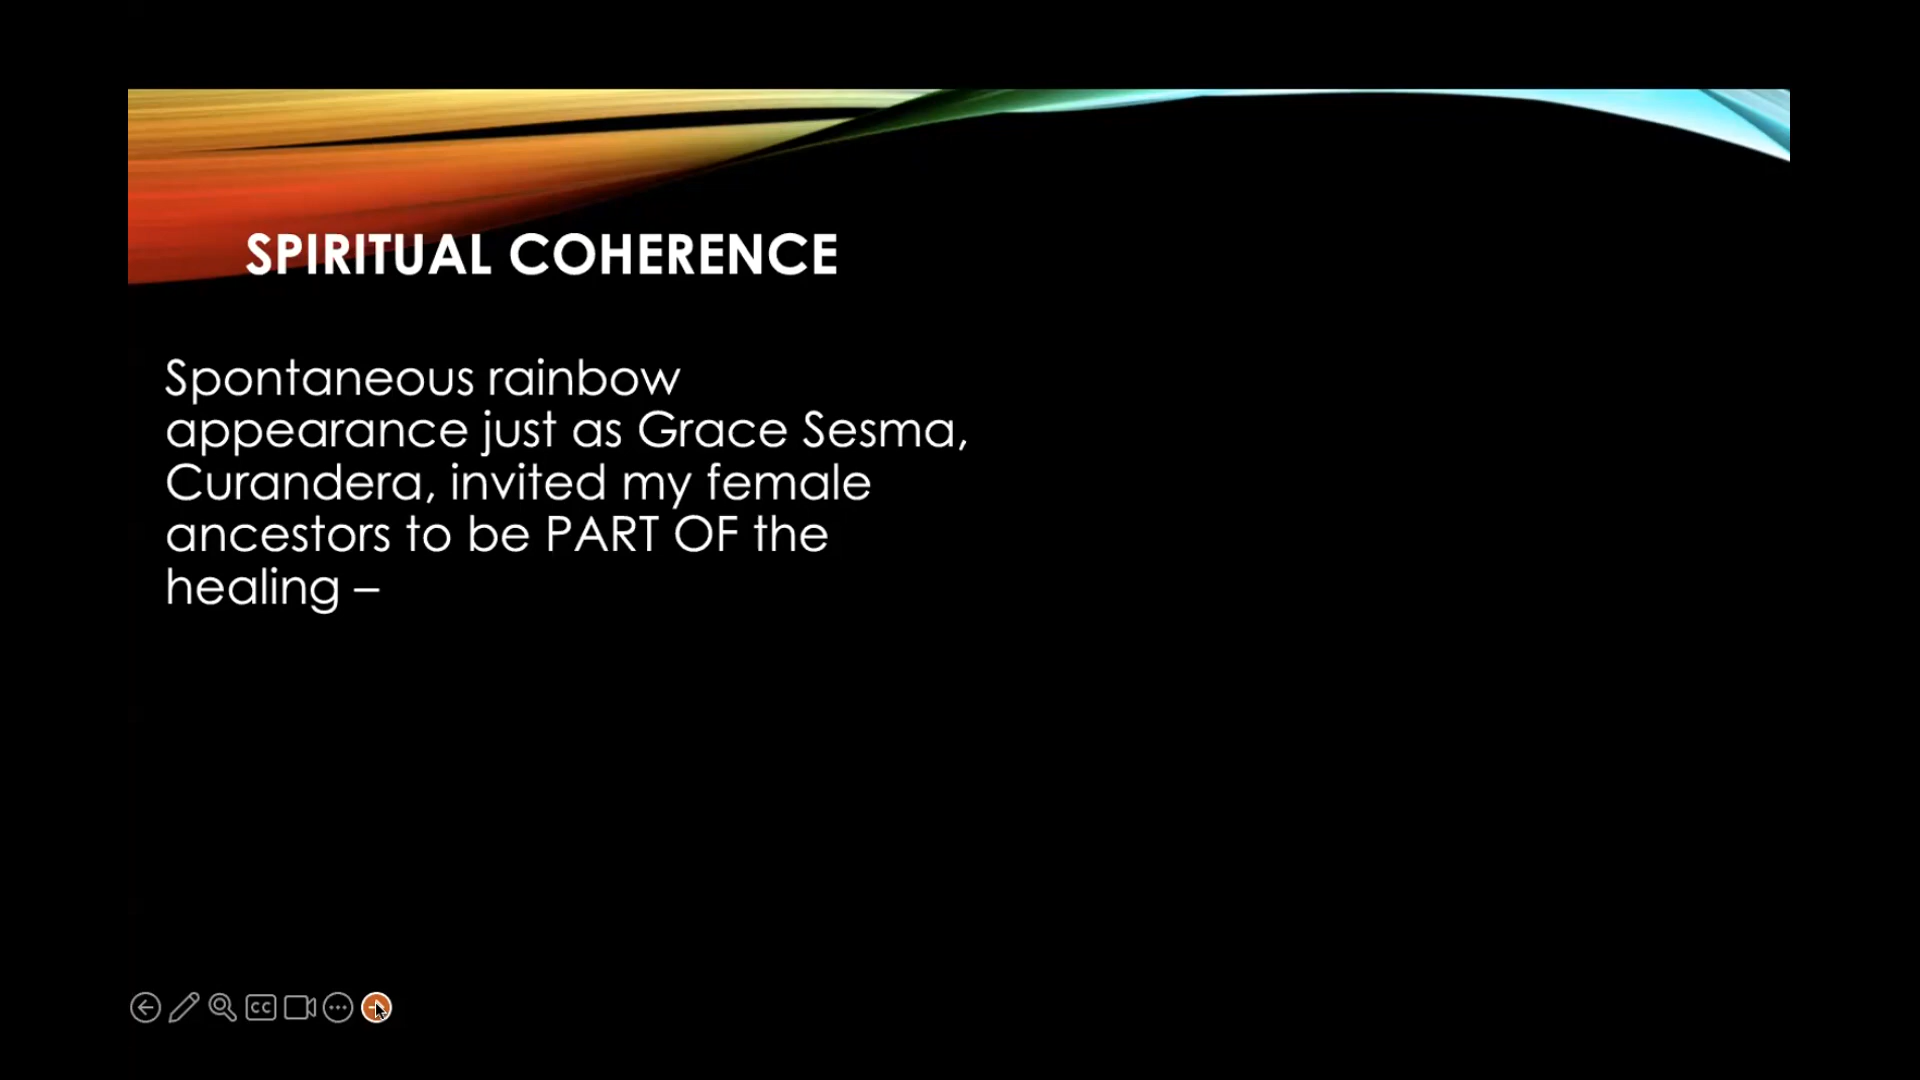 SPIRITUAL COHERENCE
Spontaneous rainbow
appearance just as Grace Sesma,
Curandera, invited my female
ancestors to be PART OF the
healing –
CC